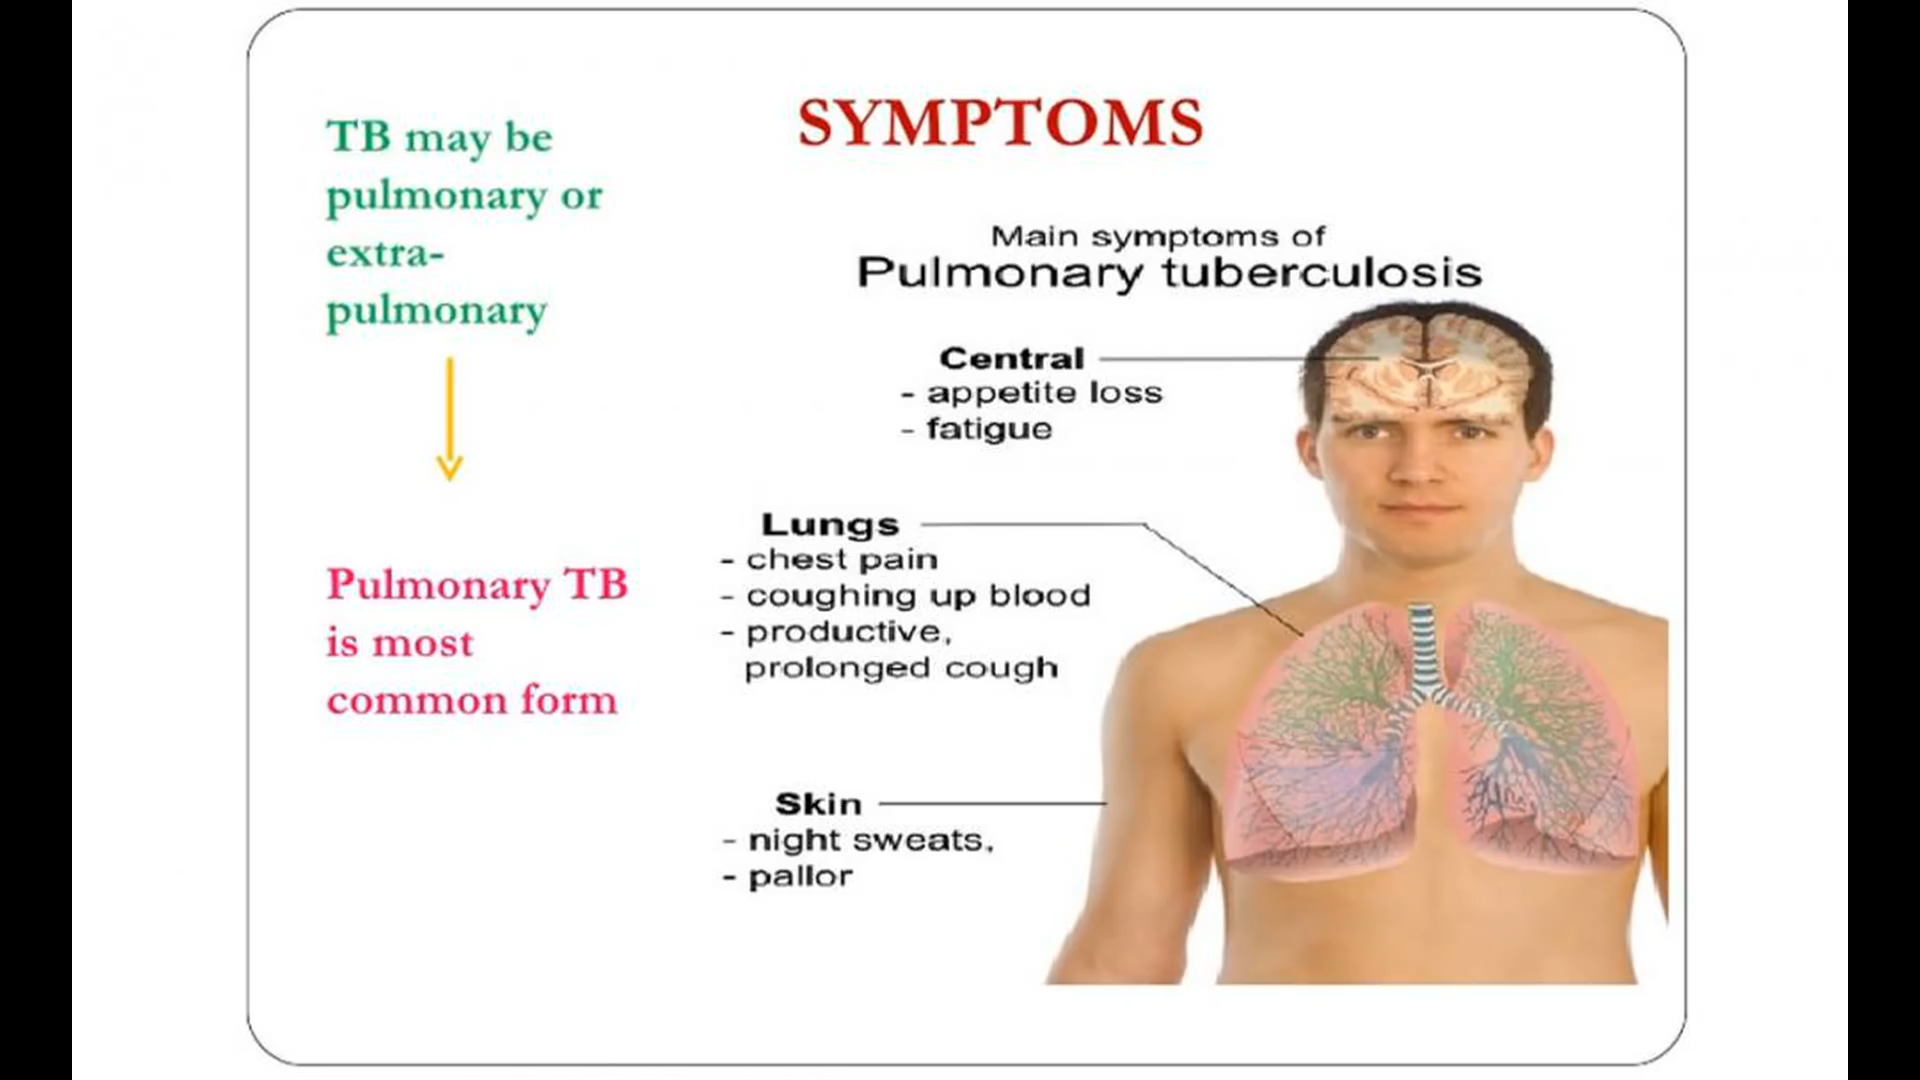 SYMPTOMS
TB may be
pulmonary or
extra-
pulmonary
Pulmonary TB
is most
common form
Main symptoms of
Pulmonary tuberculosis
Central
- appetite loss
- fatigue
Lungs
- chest pain
- coughing up blood
- productive,
prolonged cough
Skin
- night sweats,
- pallor